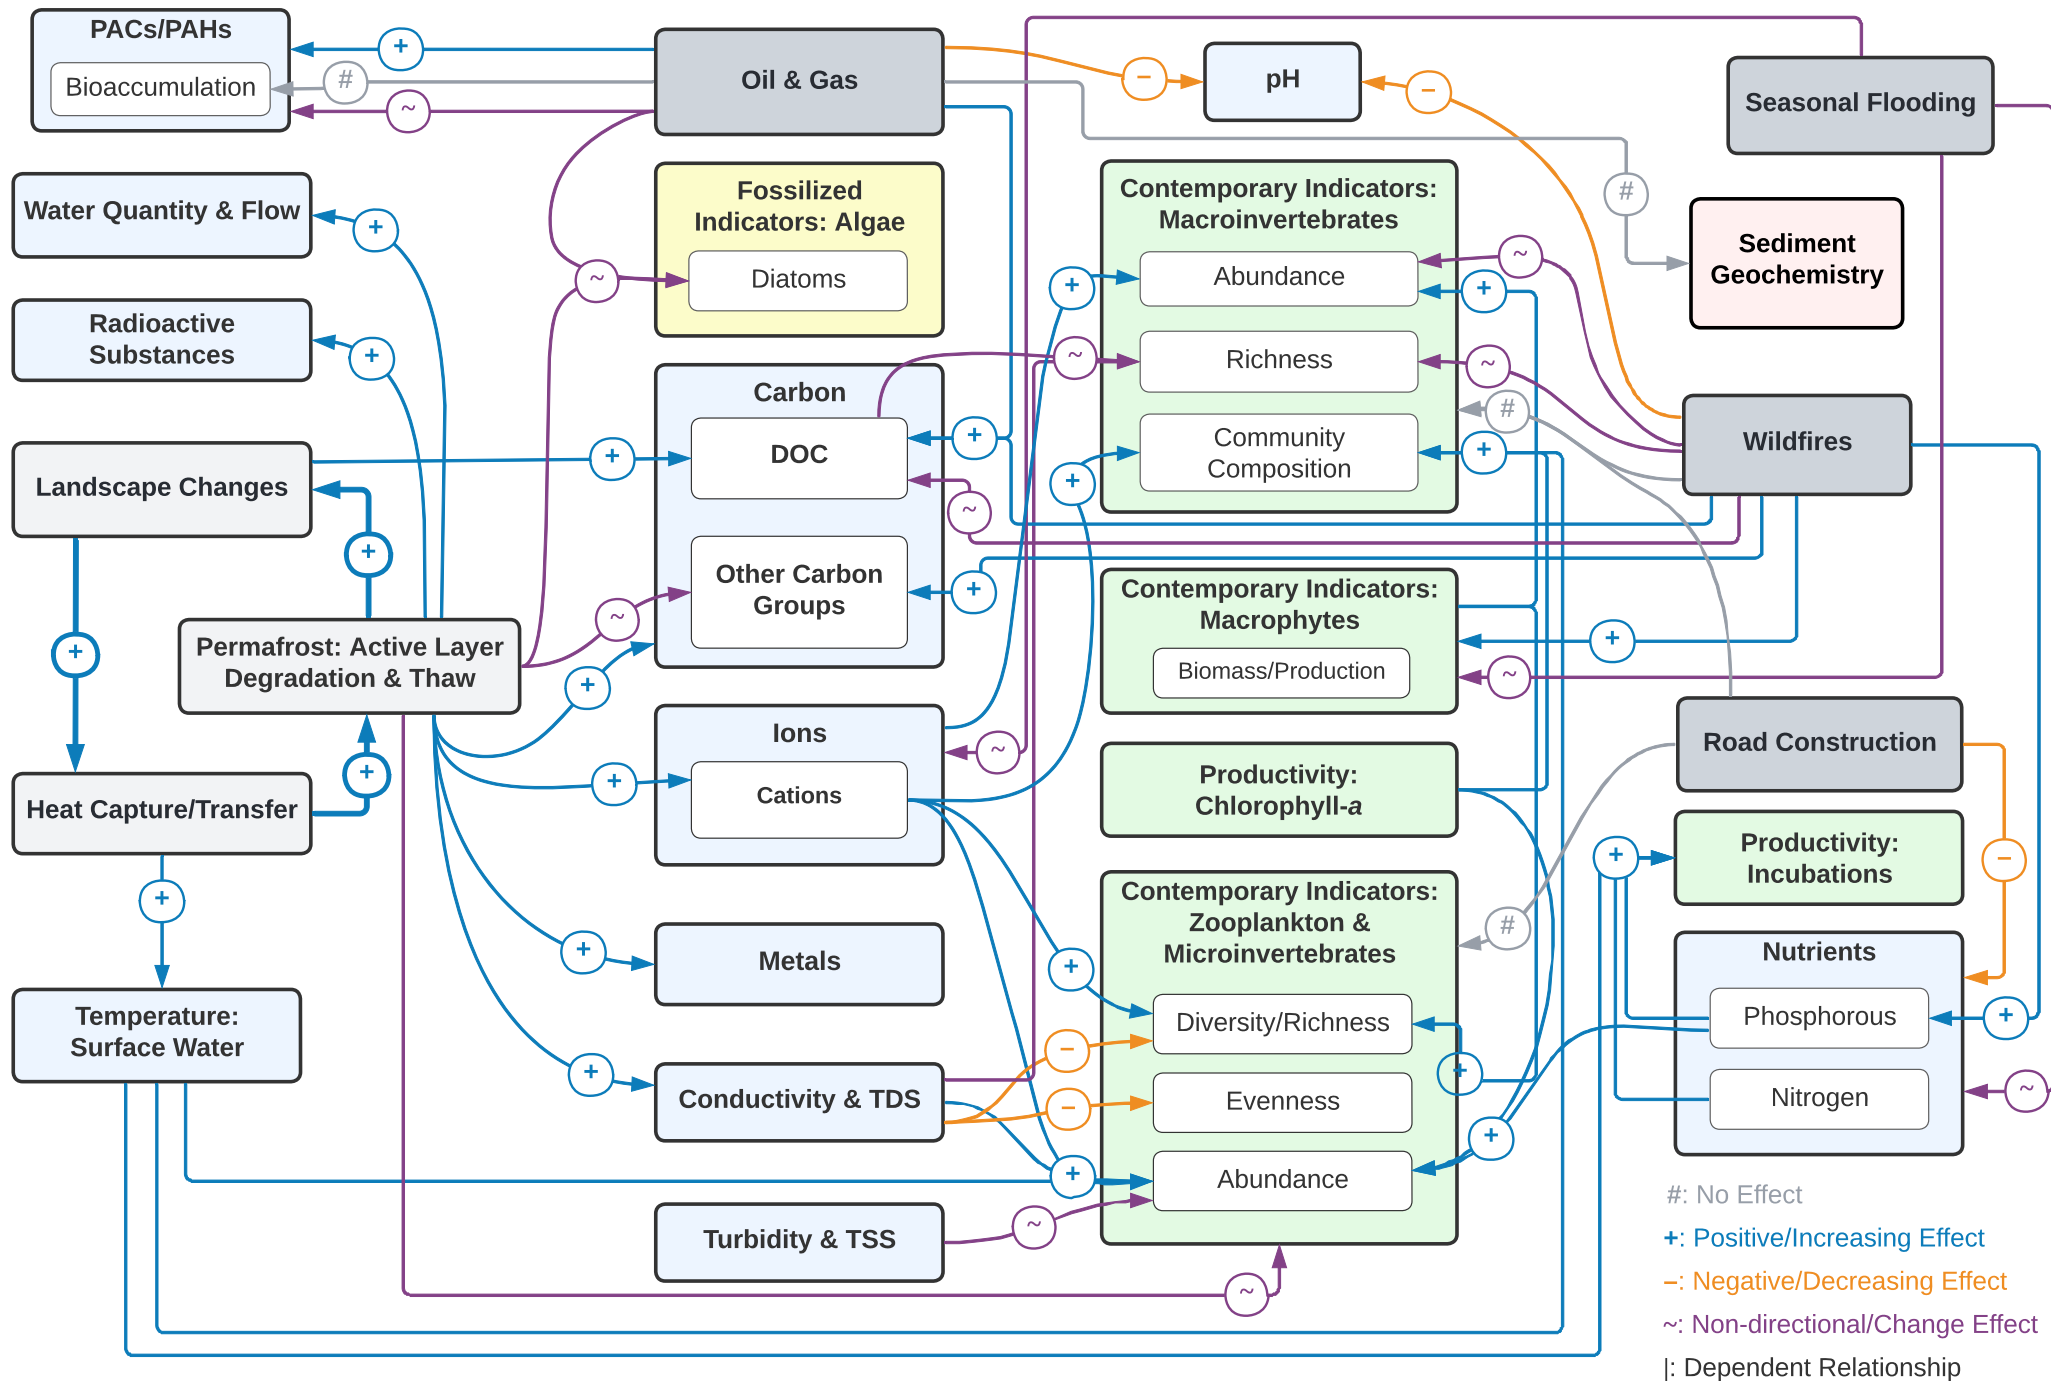 PACs/PAHs
Bioaccumulation
+
#
~
Oil & Gas
−
pH
−
Seasonal Flooding
Water Quantity & Flow
+
Fossilized
Indicators: Algae
Diatoms
~
Contemporary Indicators:
Macroinvertebrates
Abundance
Richness
Community
Composition
+
~
+
~
+
~
#
+
#
Sediment
Geochemistry
Radioactive
Substances
+
Carbon
DOC
Other Carbon
Groups
+
+
~
+
~
+
Wildfires
Landscape Changes
+
+
Permafrost: Active Layer
Degradation & Thaw
Contemporary Indicators:
Macrophytes
Biomass/Production
+
~
Ions
Cations
~
+
Road Construction
Heat Capture/Transfer
+
+
Productivity:
Chlorophyll-a
Productivity:
Incubations
+
−
Metals
+
Contemporary Indicators:
Zooplankton &
Microinvertebrates
Diversity/Richness
Evenness
Abundance
#
+
−
−
+
+
+
Nutrients
Phosphorous
Nitrogen
+
~
Temperature:
Surface Water
Conductivity & TDS
+
Turbidity & TSS
~
~
#: No Effect
+: Positive/Increasing Effect
–: Negative/Decreasing Effect
~: Non-directional/Change Effect
|: Dependent Relationship